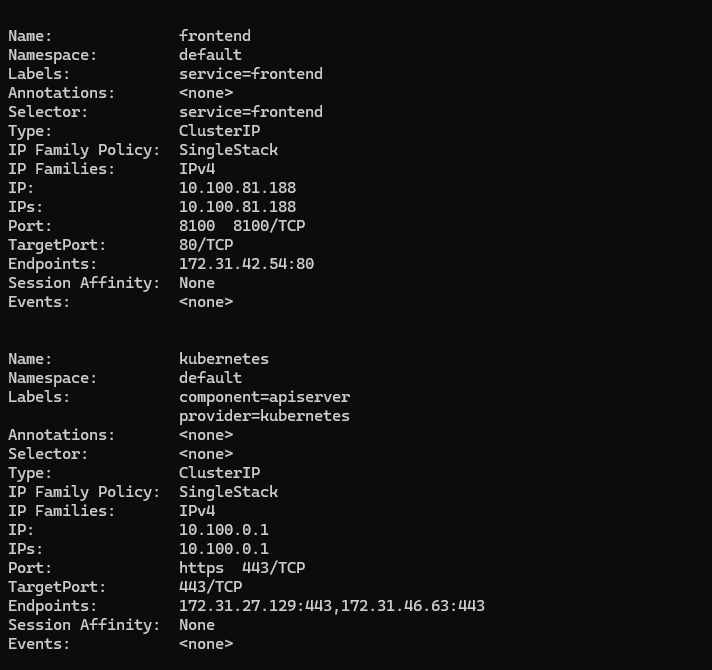 Name:              frontend
Namespace:         default
Labels:            service=frontend
Annotations:       <none>
Selector:          service=frontend
Type:              ClusterIP
IP Family Policy:  SingleStack
IP Families:       IPv4
IP:                10.100.81.188
IPs:               10.100.81.188
Port:              8100  8100/TCP
TargetPort:        80/TCP
Endpoints:         172.31.42.54:80
Session Affinity:  None
Events:            <none>

Name:              kubernetes
Namespace:         default
Labels:            component=apiserver
                   provider=kubernetes
Annotations:       <none>
Selector:          <none>
Type:              ClusterIP
IP Family Policy:  SingleStack
IP Families:       IPv4
IP:                10.100.0.1
IPs:               10.100.0.1
Port:              https  443/TCP
TargetPort:        443/TCP
Endpoints:         172.31.27.129:443,172.31.46.63:443
Session Affinity:  None
Events:            <none>